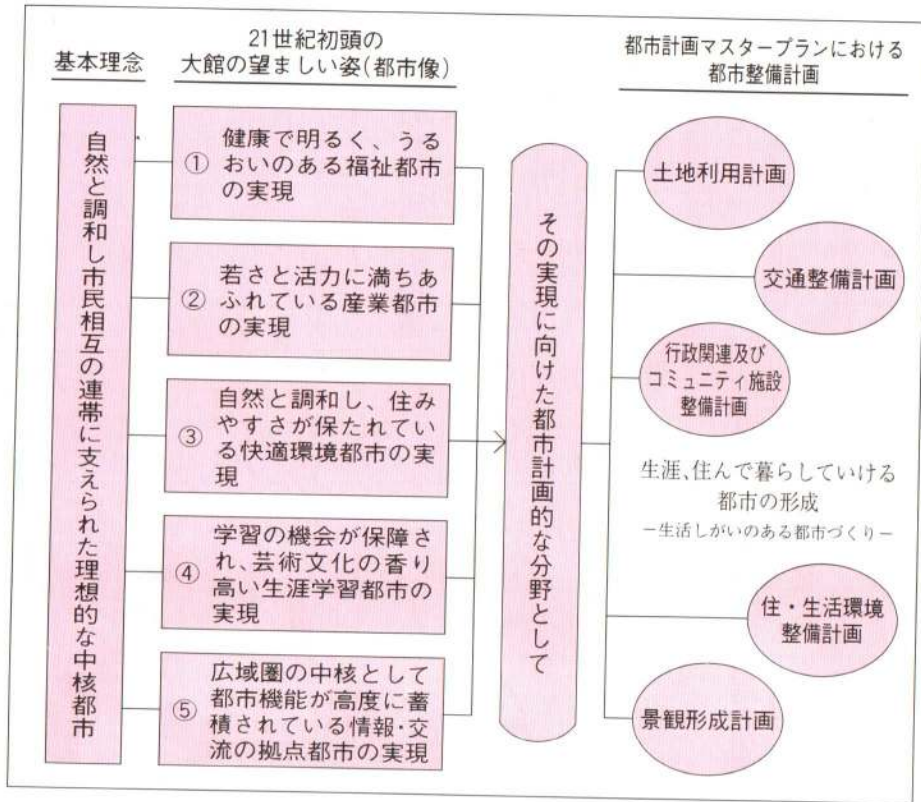 基本理念
21世紀初頭の
大館の望ましい姿(都市像)
都市計画マスタープランにおける
都市整備計画
自然と調和し市民相互の連帯に支えられた理想的な中核都市
① 健康で明るく、うる
おいのある福祉都市
の実現
② 若さと活力に満ちあ
ふれている産業都市
の実現
③ 自然と調和し、住み
やすさが保たれてい
る快適環境都市の実
現
④ 学習の機会が保障さ
れ、芸術文化の香り
高い生涯学習都市の
実現
⑤ 広域圏の中核として
都市機能が高度に蓄
積されている情報・交
流の拠点都市の実現
その実現に向けた都市計画的な分野として
土地利用計画
交通整備計画
行政関連及び
コミュニティ施設
整備計画
生涯、住んで暮らしていける
都市の形成
-生活しがいのある都市づくり-
住・生活環境
整備計画
景観形成計画